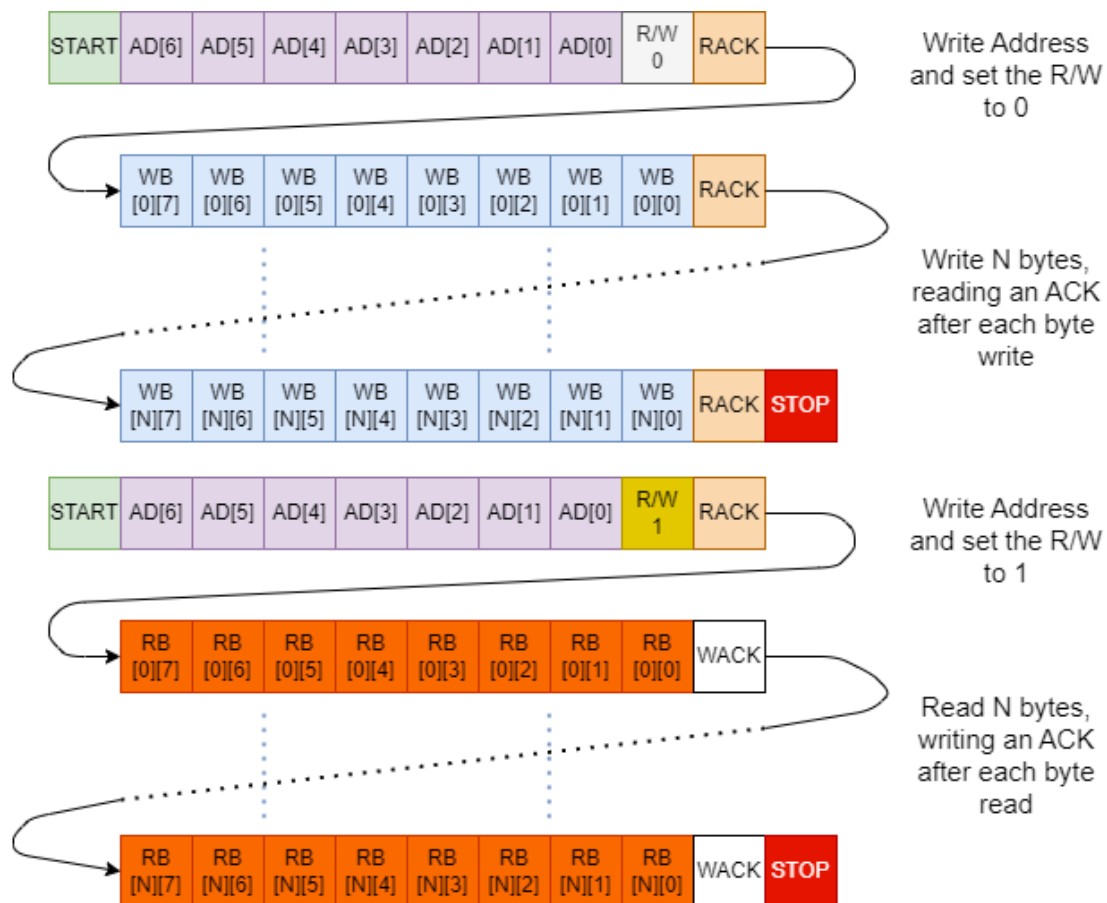 START AD[6] AD[5] AD[4] AD[3] AD[2] AD[1] AD[0] R/W 0 RACK
Write Address
and set the R/W
to 0
WB WB WB WB WB WB WB WB
[0][7] [0][6] [0][5] [0][4] [0][3] [0][2] [0][1] [0][0] RACK
Write N bytes,
reading an ACK
after each byte
write
WB WB WB WB WB WB WB WB
[N][7] [N][6] [N][5] [N][4] [N][3] [N][2] [N][1] [N][0] RACK STOP
START AD[6] AD[5] AD[4] AD[3] AD[2] AD[1] AD[0] R/W 1 RACK
Write Address
and set the R/W
to 1
RB RB RB RB RB RB RB RB
[0][7] [0][6] [0][5] [0][4] [0][3] [0][2] [0][1] [0][0] WACK
Read N bytes,
writing an ACK
after each byte
read
RB RB RB RB RB RB RB RB
[N][7] [N][6] [N][5] [N][4] [N][3] [N][2] [N][1] [N][0] WACK STOP